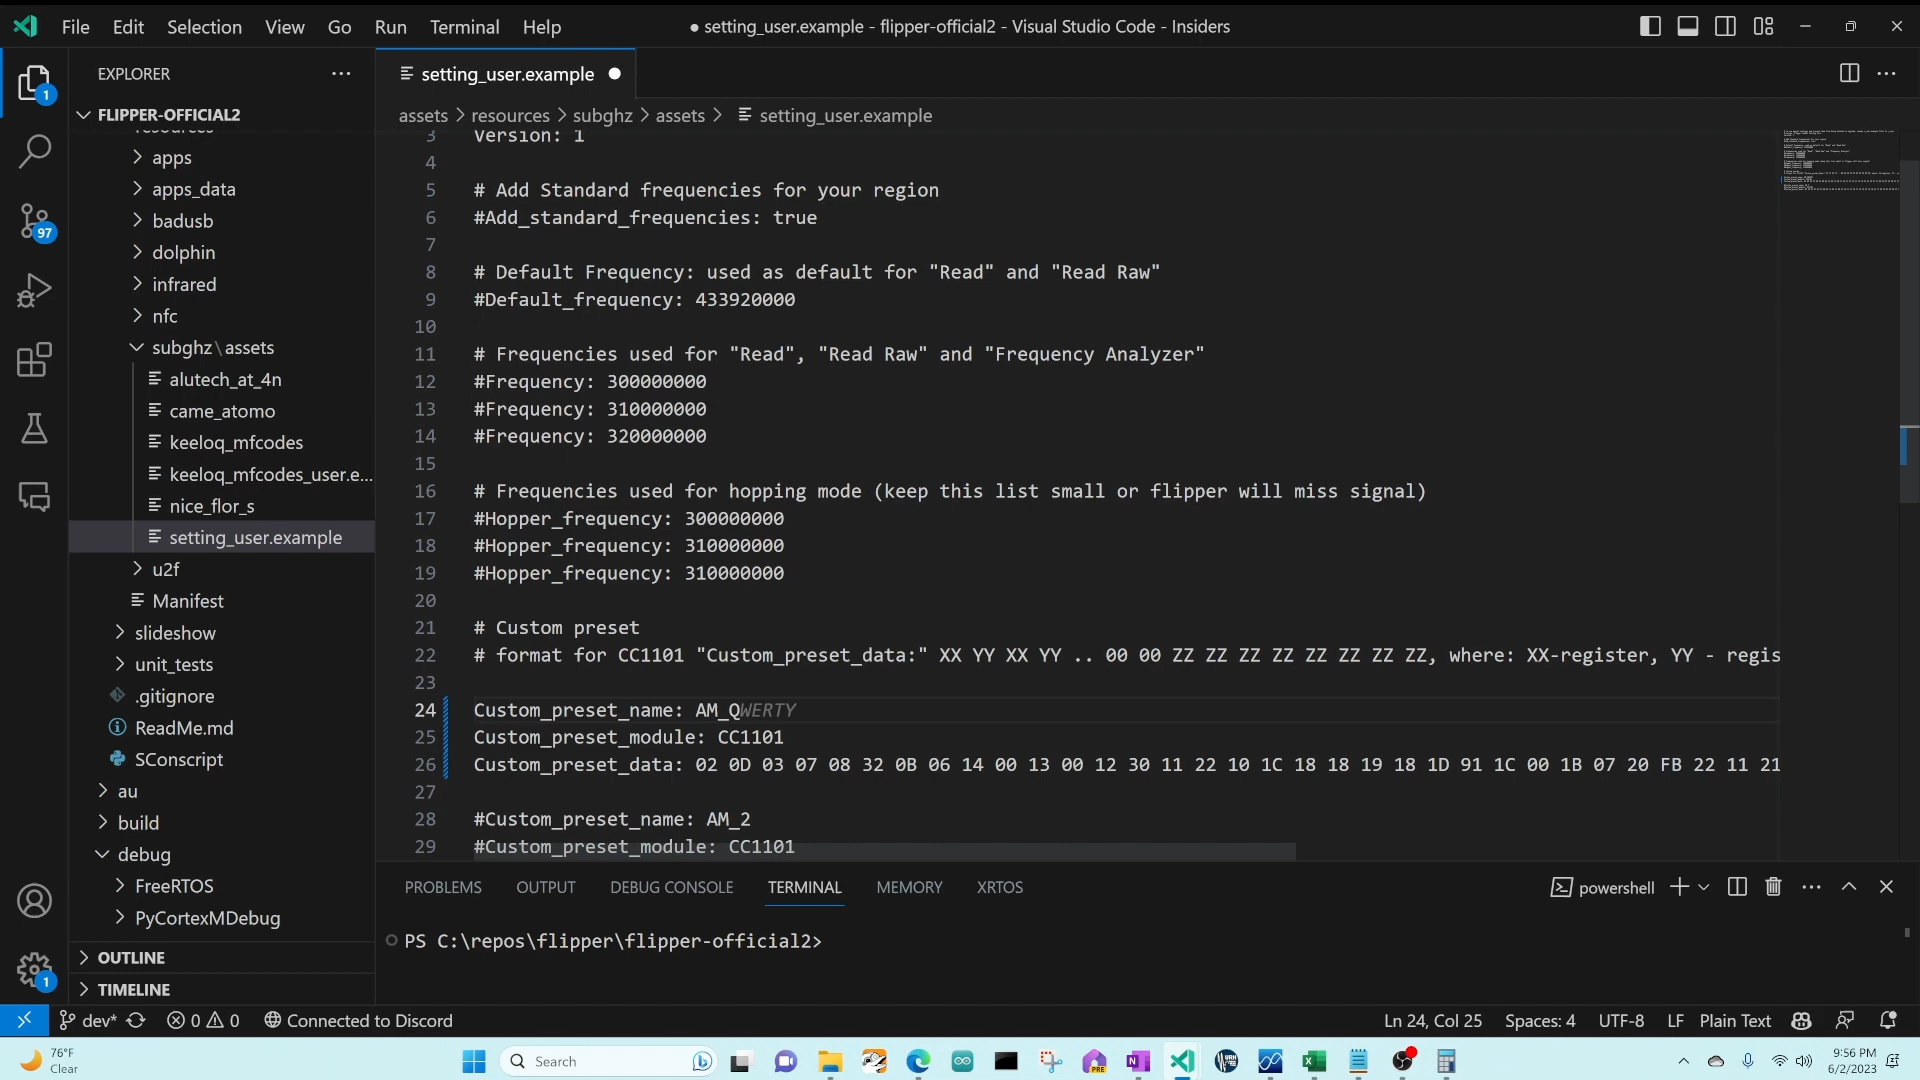 File Edit Selection View Go Run Terminal Help
● setting_user.example - flipper-official2 - Visual Studio Code - Insiders
EXPLORER
FLIPPER-OFFICIAL2
resources
apps
apps_data
badusb
dolphin
infrared
nfc
subghz\assets
alutech_at_4n
came_atomo
keeloq_mfcodes
keeloq_mfcodes_user.e...
nice_flor_s
setting_user.example
u2f
Manifest
slideshow
unit_tests
.gitignore
ReadMe.md
SConscript
au
build
debug
FreeRTOS
PyCortexMDebug
OUTLINE
TIMELINE
1
97
1
setting_user.example
assets > resources > subghz > assets > setting_user.example
3 Version: 1
4
5 # Add Standard frequencies for your region
6 #Add_standard_frequencies: true
7
8 # Default Frequency: used as default for "Read" and "Read Raw"
9 #Default_frequency: 433920000
10
11 # Frequencies used for "Read", "Read Raw" and "Frequency Analyzer"
12 #Frequency: 300000000
13 #Frequency: 310000000
14 #Frequency: 320000000
15
16 # Frequencies used for hopping mode (keep this list small or flipper will miss signal)
17 #Hopper_frequency: 300000000
18 #Hopper_frequency: 310000000
19 #Hopper_frequency: 310000000
20
21 # Custom preset
22 # format for CC1101 "Custom_preset_data:" XX YY XX YY .. 00 00 ZZ ZZ ZZ ZZ ZZ ZZ ZZ ZZ, where: XX-register, YY - regis
23
24 Custom_preset_name: AM_QWERTY
25 Custom_preset_module: CC1101
26 Custom_preset_data: 02 0D 03 07 08 32 0B 06 14 00 13 00 12 30 11 22 10 1C 18 18 19 18 1D 91 1C 00 1B 07 20 FB 22 11 21
27
28 #Custom_preset_name: AM_2
29 #Custom_preset_module: CC1101
PROBLEMS OUTPUT DEBUG CONSOLE TERMINAL MEMORY XRTOS
powershell
PS C:\repos\flipper\flipper-official2>
dev* 0 0 Connected to Discord
Ln 24, Col 25 Spaces: 4 UTF-8 LF Plain Text
76°F
Clear
Search
PRE
9:56 PM
6/2/2023